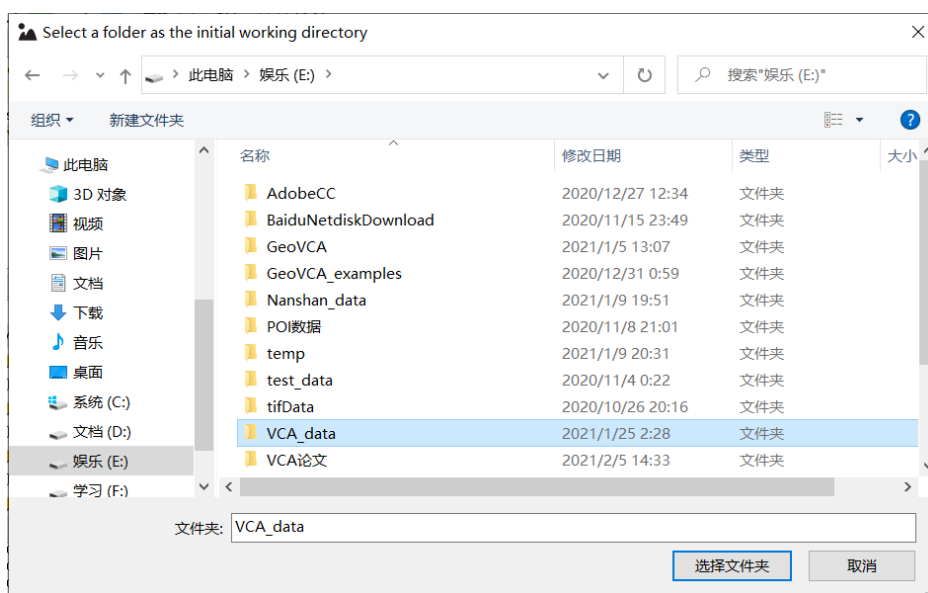 Select a folder as the initial working directory
此电脑 娱乐 (E:)
搜索"娱乐 (E:)"
组织 新建文件夹
此电脑
3D 对象
视频
图片
文档
下载
音乐
桌面
系统 (C:)
文档 (D:)
娱乐 (E:)
学习 (F:)
名称 修改日期 类型 大小
AdobeCC 2020/12/27 12:34 文件夹
BaiduNetdiskDownload 2020/11/15 23:49 文件夹
GeoVCA 2021/1/5 13:07 文件夹
GeoVCA_examples 2020/12/31 0:59 文件夹
Nanshan_data 2021/1/9 19:51 文件夹
POI数据 2020/11/8 21:01 文件夹
temp 2021/1/9 20:31 文件夹
test_data 2020/11/4 0:22 文件夹
tifData 2020/10/26 20:16 文件夹
VCA_data 2021/1/25 2:28 文件夹
VCA论文 2021/2/5 14:33 文件夹
文件夹: VCA_data
选择文件夹 取消